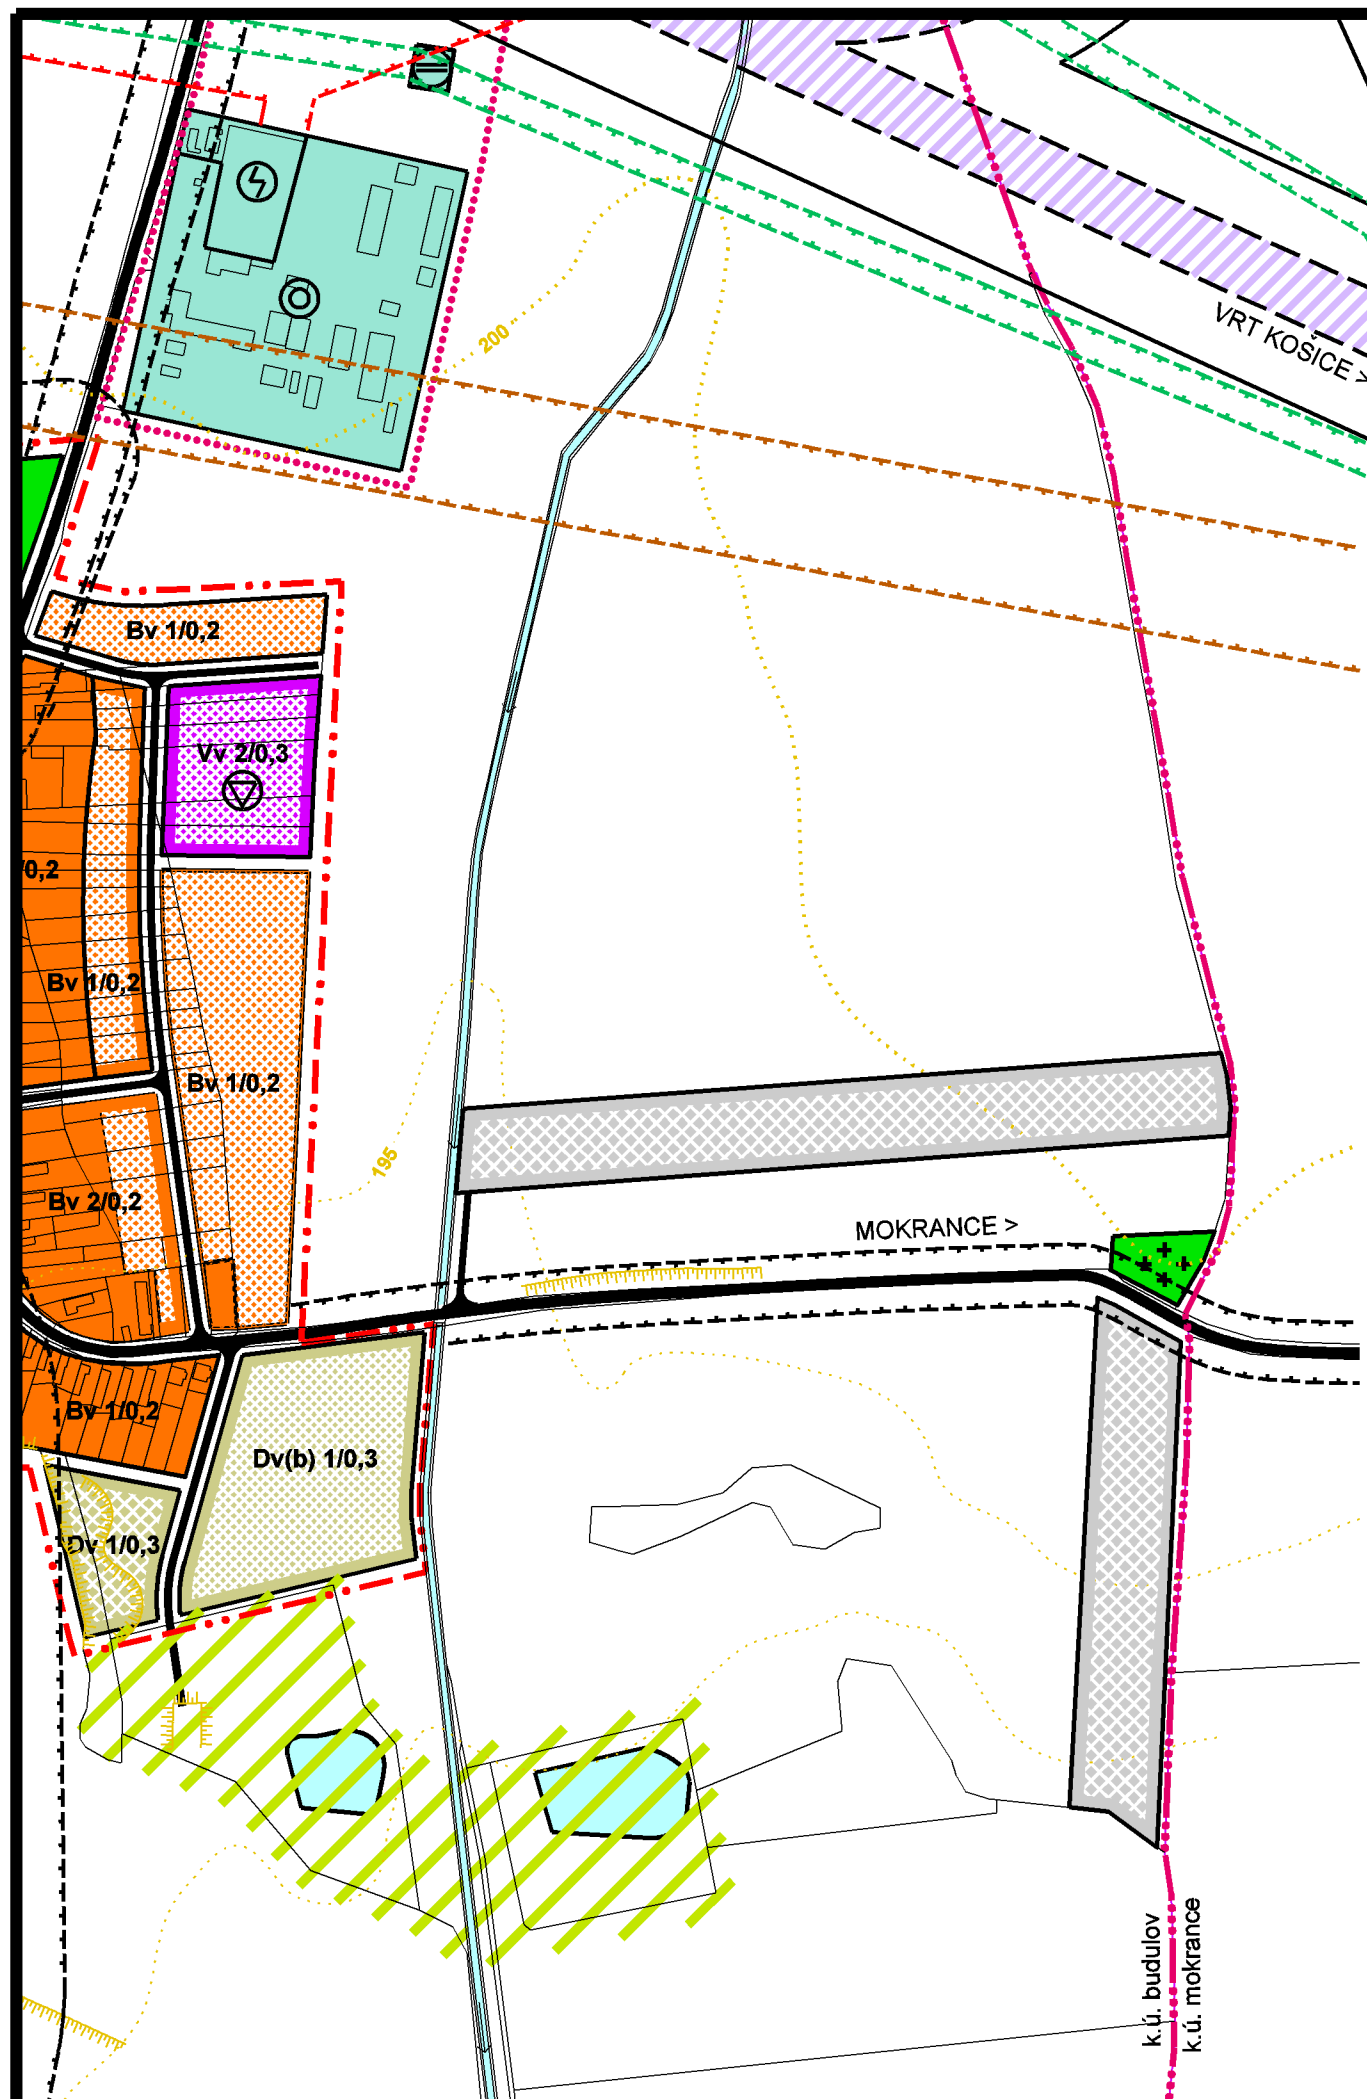 VRT KOŠICE >
200
Bv 1/0,2
Vv 2/0,3
/0,2
Bv 1/0,2
Bv 1/0,2
195
Bv 2/0,2
MOKRANCE >
Bv 1/0,2
Dv(b) 1/0,3
Dv 1/0,3
k.ú. budulov
k.ú. mokrance